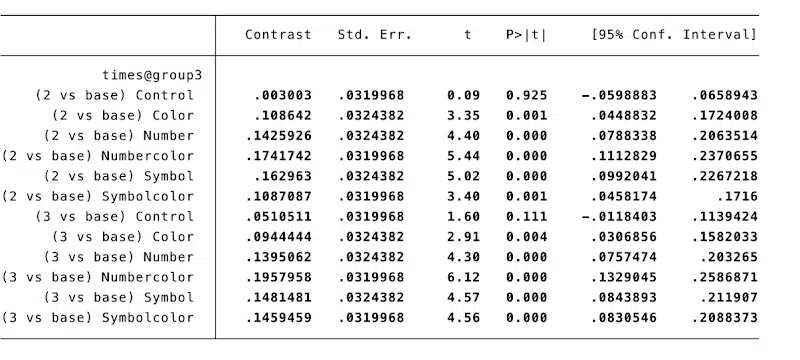 Contrast Std. Err. t P>|t| [95% Conf. Interval]
times@group3
(2 vs base) Control .003003 .0319968 0.09 0.925 -.0598883 .0658943
(2 vs base) Color .108642 .0324382 3.35 0.001 .0448832 .1724008
(2 vs base) Number .1425926 .0324382 4.40 0.000 .0788338 .2063514
(2 vs base) Numbercolor .1741742 .0319968 5.44 0.000 .1112829 .2370655
(2 vs base) Symbol .162963 .0324382 5.02 0.000 .0992041 .2267218
(2 vs base) Symbolcolor .1087087 .0319968 3.40 0.001 .0458174 .1716
(3 vs base) Control .0510511 .0319968 1.60 0.111 -.0118403 .1139424
(3 vs base) Color .0944444 .0324382 2.91 0.004 .0306856 .1582033
(3 vs base) Number .1395062 .0324382 4.30 0.000 .0757474 .203265
(3 vs base) Numbercolor .1957958 .0319968 6.12 0.000 .1329045 .2586871
(3 vs base) Symbol .1481481 .0324382 4.57 0.000 .0843893 .211907
(3 vs base) Symbolcolor .1459459 .0319968 4.56 0.000 .0830546 .2088373